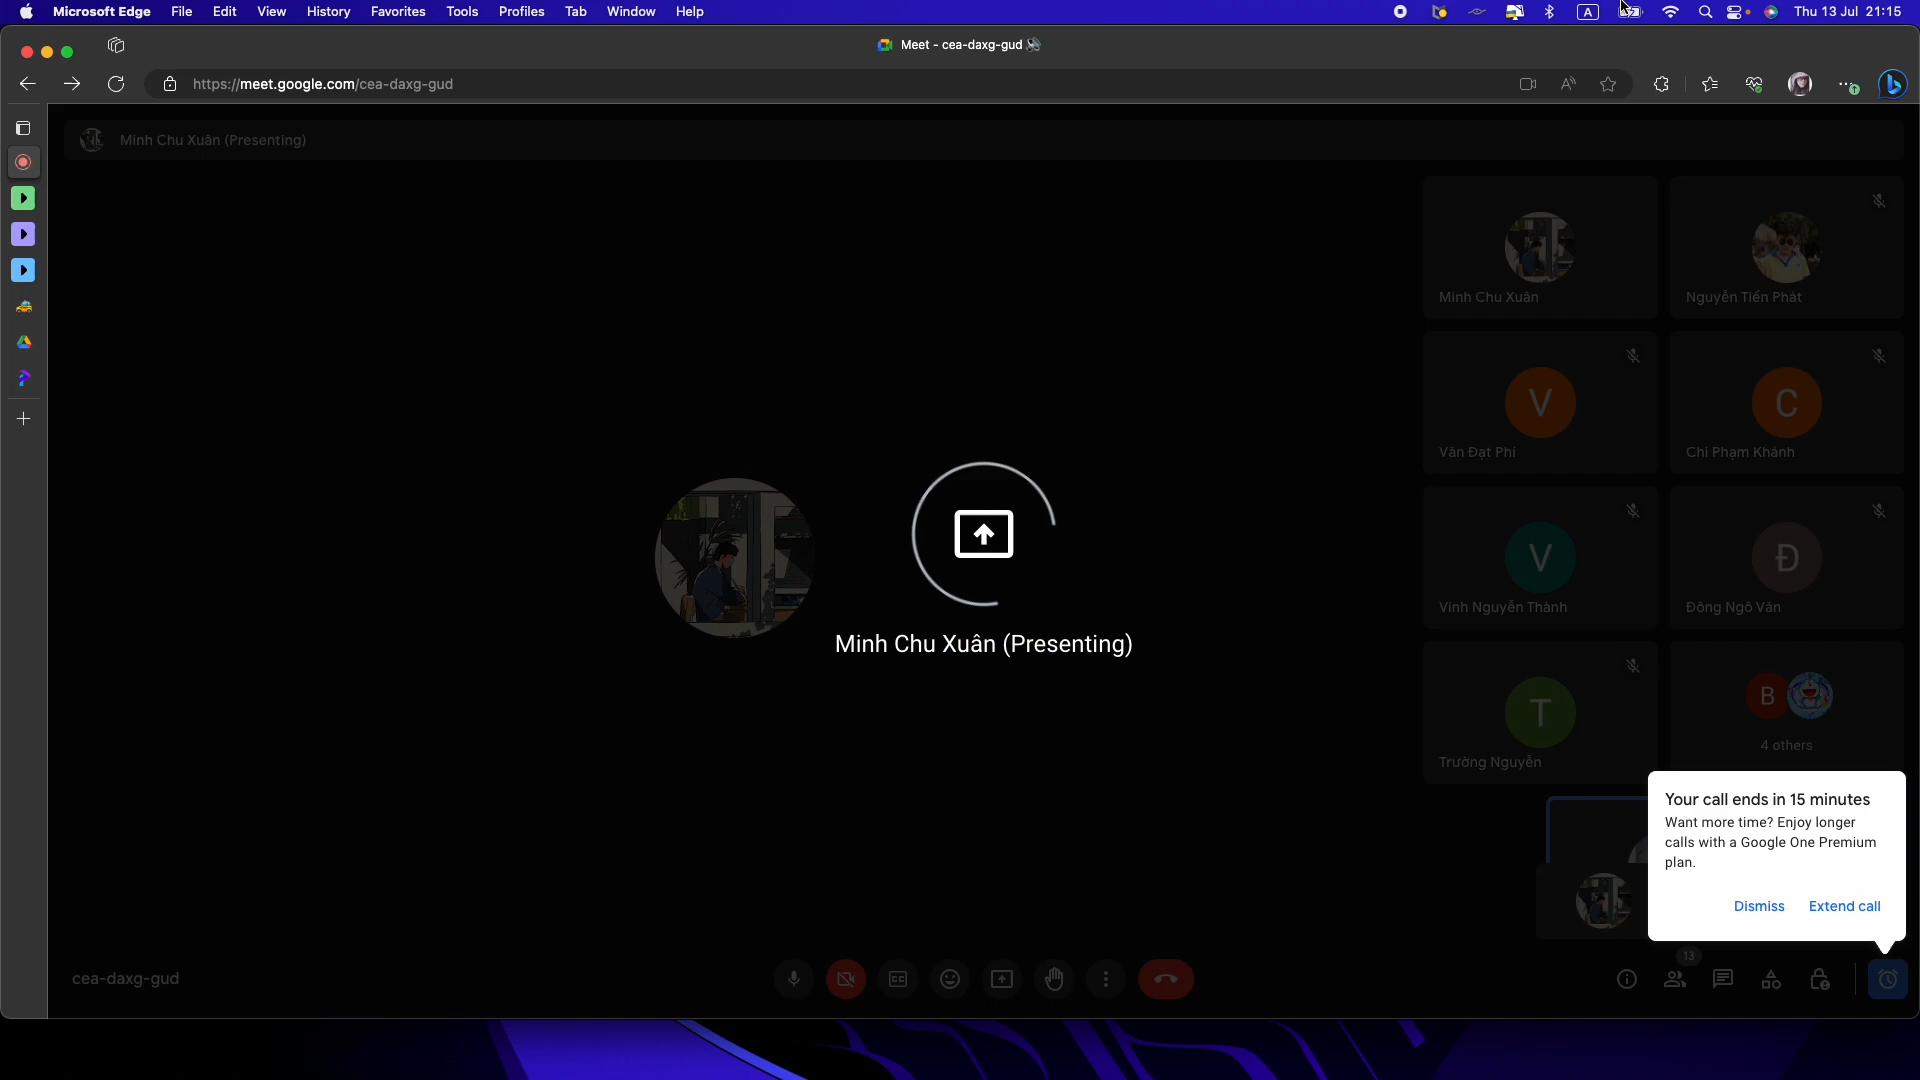 Microsoft Edge File Edit View History Favorites Tools Profiles Tab Window Help A Thu 13 Jul 21:15
Meet - cea-daxg-gud
https://meet.google.com/cea-daxg-gud
Minh Chu Xuân (Presenting)
Minh Chu Xuân
Nguyễn Tiến Phát
V
Văn Đạt Phí
C
Chi Phạm Khánh
V
Vinh Nguyễn Thành
Đ
Đông Ngô Văn
T
Trường Nguyễn
B
4 others
Minh Chu Xuân (Presenting)
Your call ends in 15 minutes
Want more time? Enjoy longer
calls with a Google One Premium
plan.
Dismiss Extend call
cea-daxg-gud
13